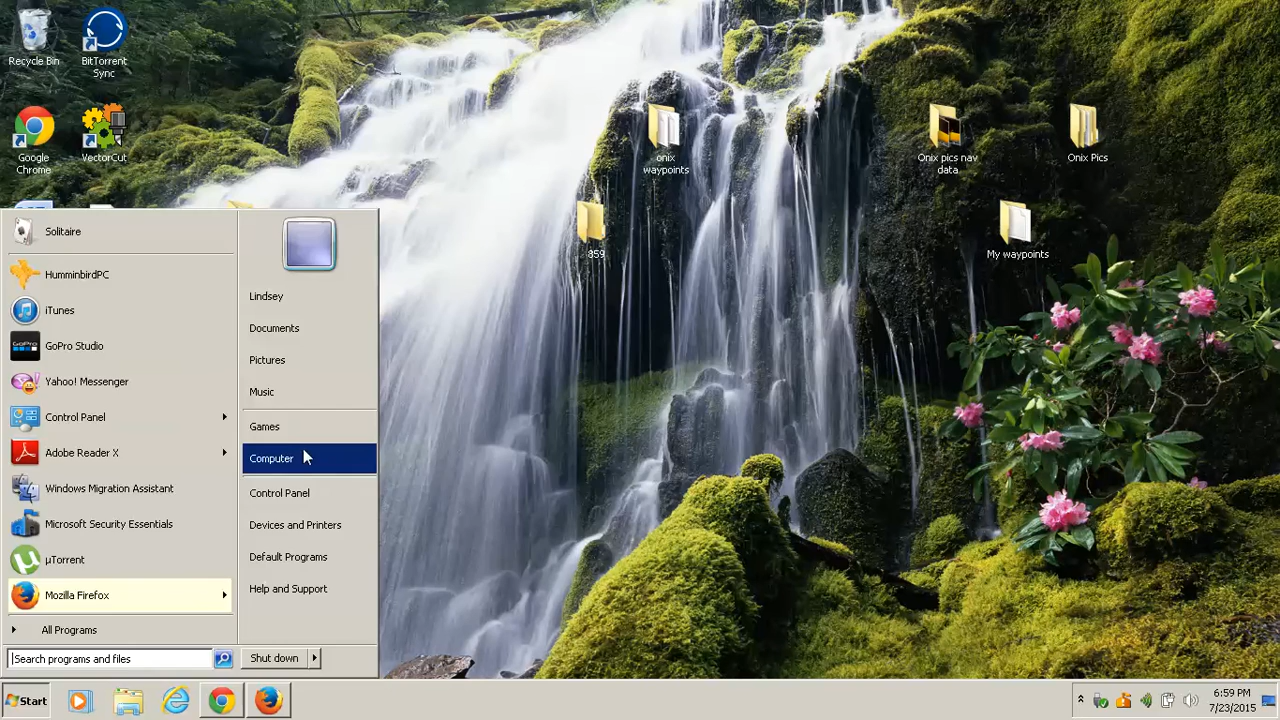 Recycle Bin
BitTorrent
Sync
Google
Chrome
VectorCut
onix
waypoints
Onix pics nav
data
Onix Pics
859
My waypoints
Solitaire
HumminbirdPC
iTunes
GoPro
GoPro Studio
Yahoo! Messenger
Control Panel
Adobe Reader X
Windows Migration Assistant
Microsoft Security Essentials
µTorrent
Mozilla Firefox
All Programs
Search programs and files
Lindsey
Documents
Pictures
Music
Games
Computer
Control Panel
Devices and Printers
Default Programs
Help and Support
Shut down
Start
6:59 PM
7/23/2015